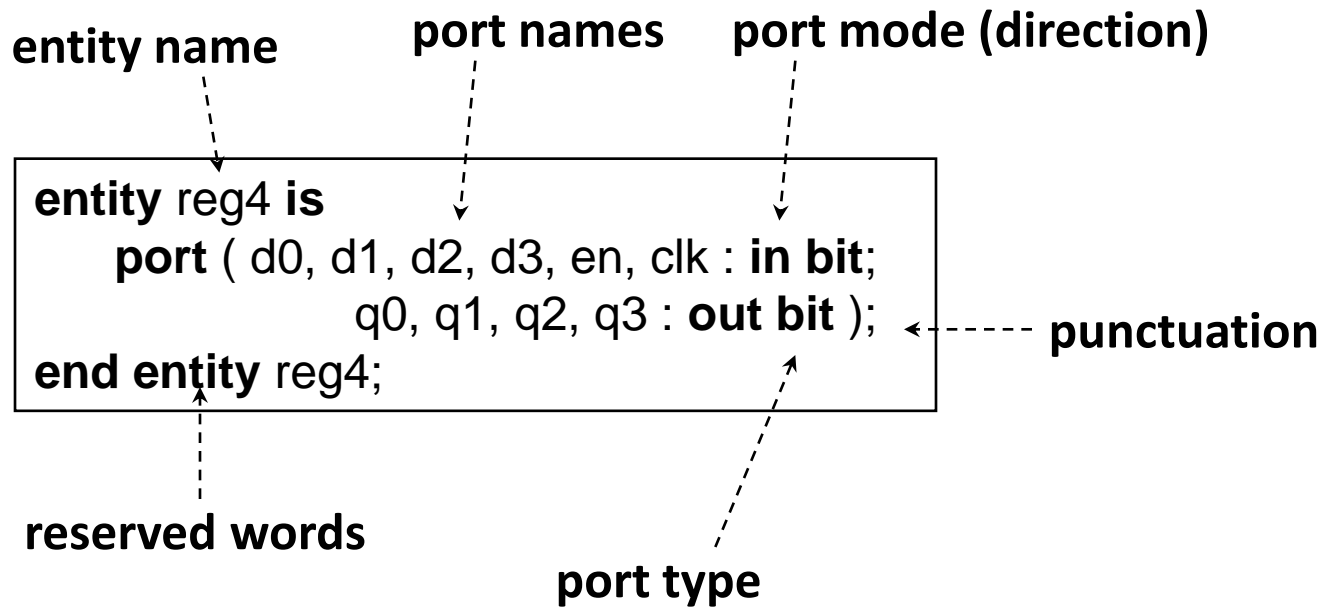 entity name
port names
port mode (direction)
entity reg4 is
port ( d0, d1, d2, d3, en, clk : in bit;
q0, q1, q2, q3 : out bit );
punctuation
end entity reg4;
reserved words
port type